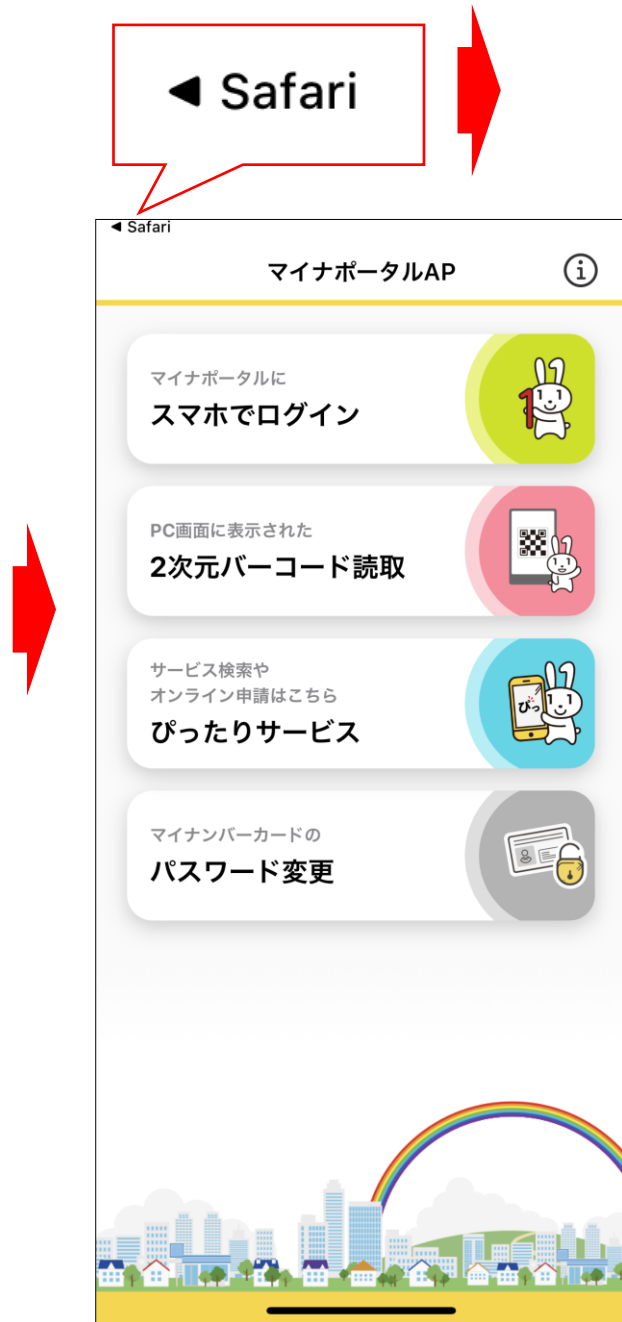 ◀ Safari
◀ Safari
マイナポータルAP
マイナポータルに
スマホでログイン
PC画面に表示された
2次元バーコード読取
サービス検索や
オンライン申請はこちら
ぴったりサービス
ぴっ
マイナンバーカードの
パスワード変更